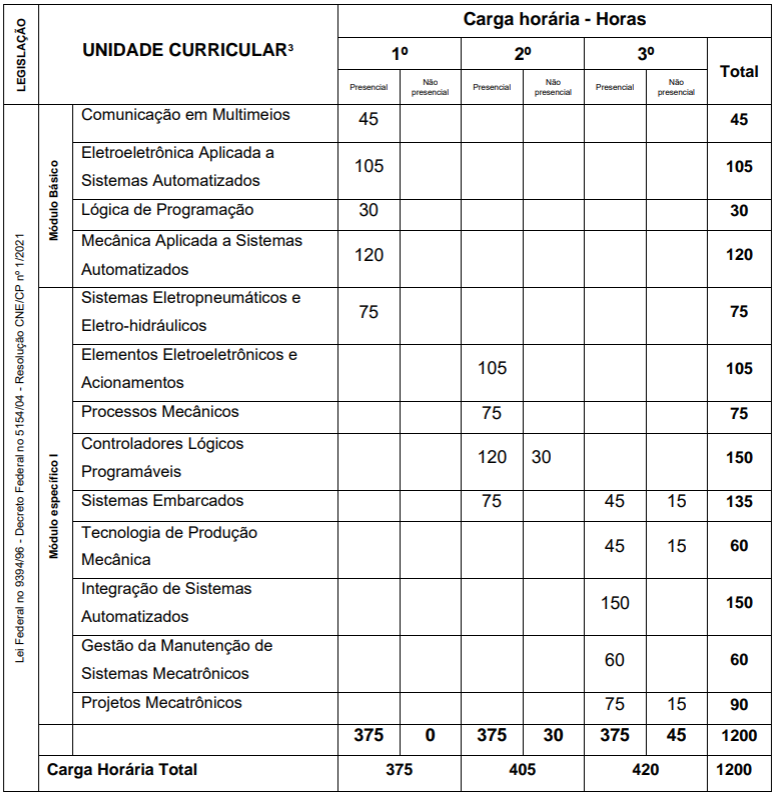 LEGISLAÇÃO
UNIDADE CURRICULAR³
Carga horária - Horas
1º 2º 3º Total
Presencial Não presencial Presencial Não presencial Presencial Não presencial
Lei Federal no 9394/96 - Decreto Federal no 5154/04 - Resolução CNE/CP nº 1/2021
Módulo Básico
Comunicação em Multimeios 45 45
Eletroeletrônica Aplicada a
Sistemas Automatizados 105 105
Lógica de Programação 30 30
Mecânica Aplicada a Sistemas
Automatizados 120 120
Módulo específico I
Sistemas Eletropneumáticos e
Eletro-hidráulicos 75 75
Elementos Eletroeletrônicos e
Acionamentos 105 105
Processos Mecânicos 75 75
Controladores Lógicos
Programáveis 120 30 150
Sistemas Embarcados 75 45 15 135
Tecnologia de Produção
Mecânica 45 15 60
Integração de Sistemas
Automatizados 150 150
Gestão da Manutenção de
Sistemas Mecatrônicos 60 60
Projetos Mecatrônicos 75 15 90
375 0 375 30 375 45 1200
Carga Horária Total 375 405 420 1200